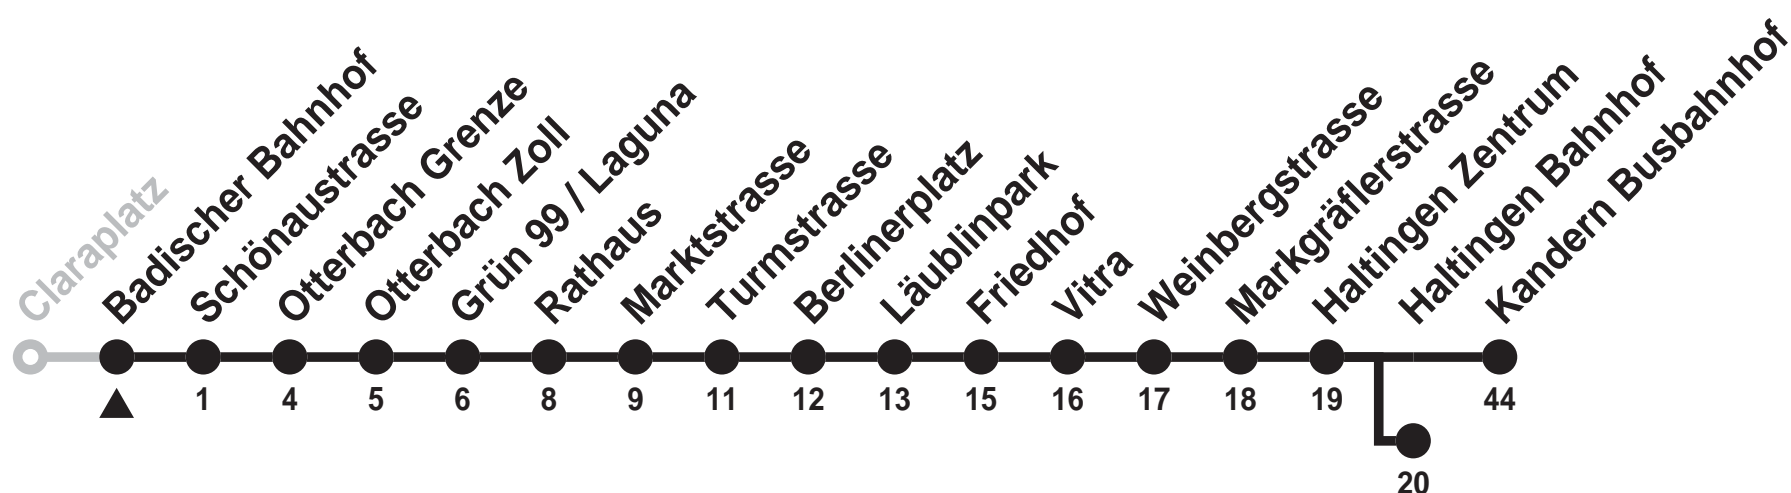 Claraplatz
Badischer Bahnhof
Schönaustrasse
Otterbach Grenze
Otterbach Zoll
Grün 99 / Laguna
Rathaus
Marktstrasse
Turmstrasse
Berlinerplatz
Läublinpark
Friedhof
Vitra
Weinbergstrasse
Markgräflerstrasse
Haltingen Zentrum
Haltingen Bahnhof
Kandern Busbahnhof
1 4 5 6 8 9 11 12 13 15 16 17 18 19 44
20